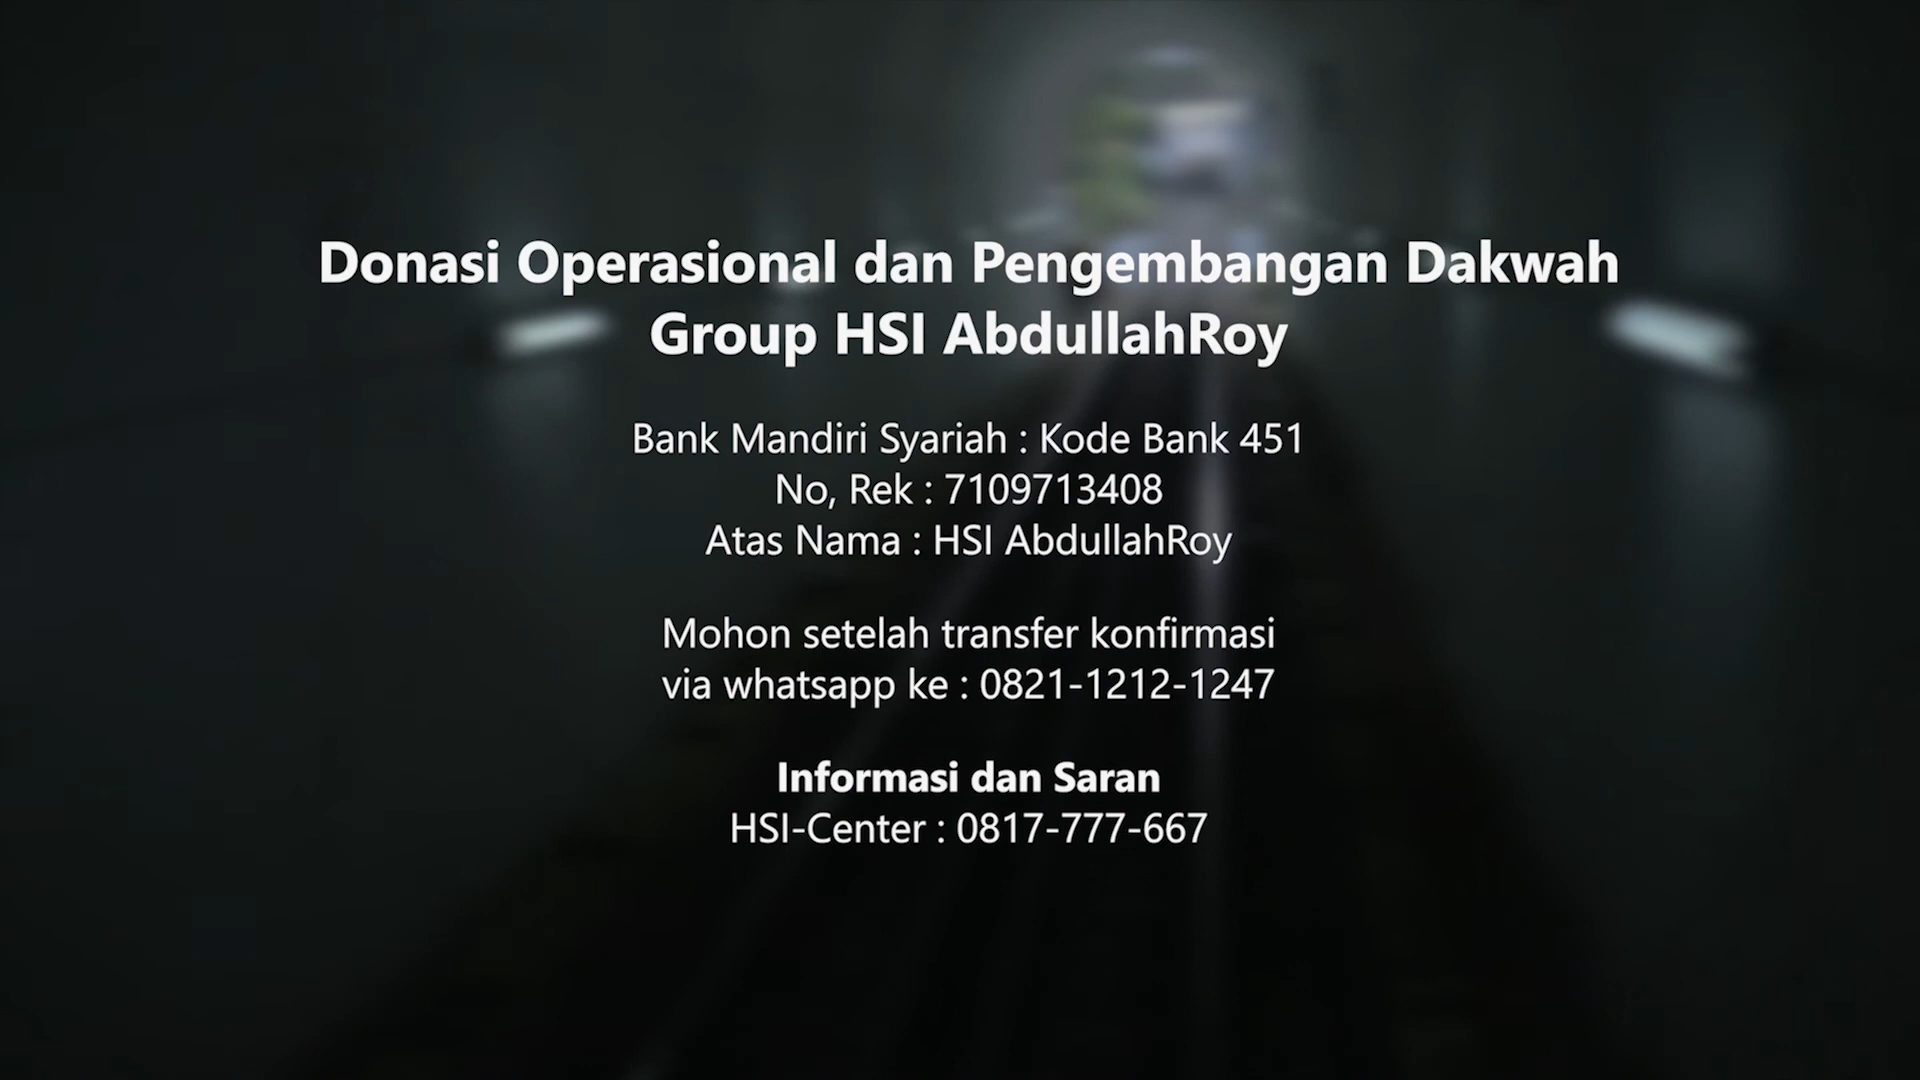 Donasi Operasional dan Pengembangan Dakwah
Group HSI AbdullahRoy
Bank Mandiri Syariah : Kode Bank 451
No, Rek : 7109713408
Atas Nama : HSI AbdullahRoy
Mohon setelah transfer konfirmasi
via whatsapp ke : 0821-1212-1247
Informasi dan Saran
HSI-Center : 0817-777-667